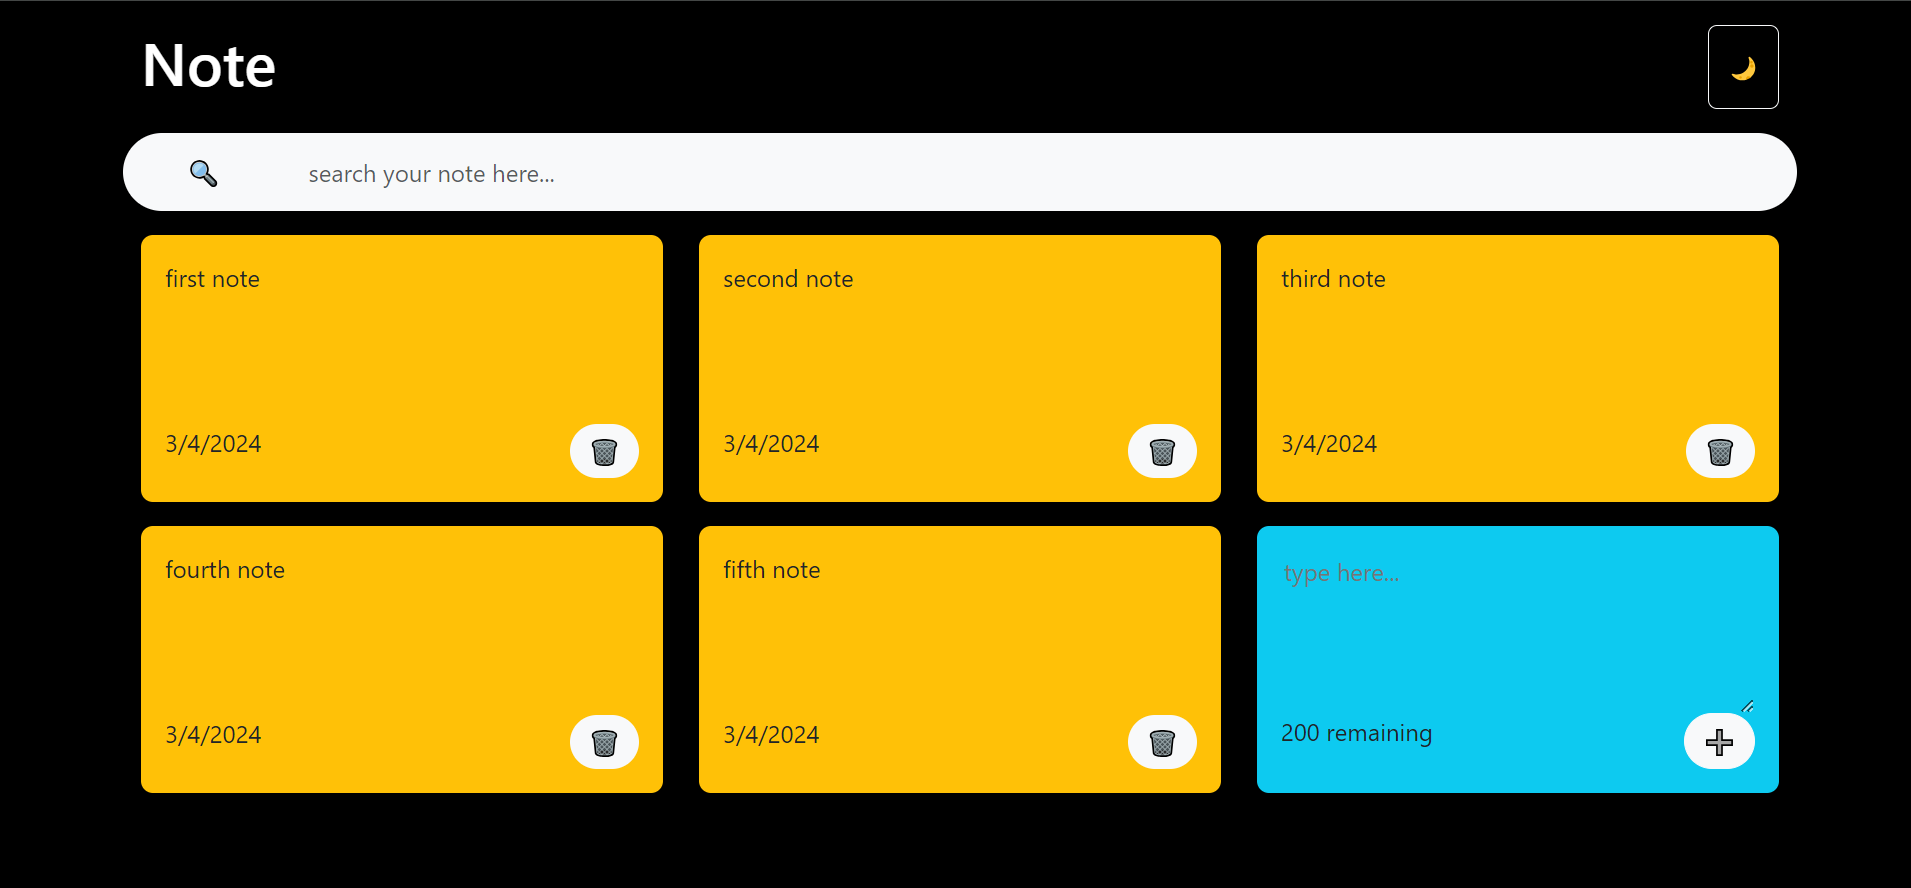 Note
search your note here...
first note
3/4/2024
second note
3/4/2024
third note
3/4/2024
fourth note
3/4/2024
fifth note
3/4/2024
type here...
200 remaining